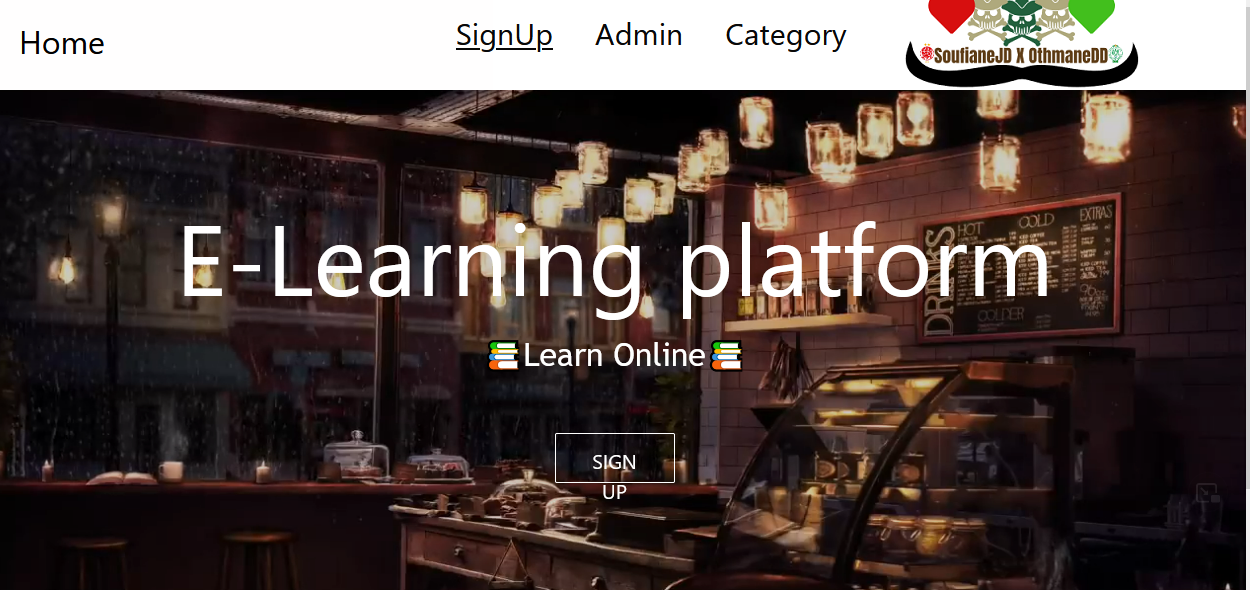 Home
SignUp
Admin
Category
SoufianeJD X OthmaneDD
E-Learning platform
📚Learn Online📚
SIGN
UP
DRINKS
HOT
COLD
EXTRAS
COLDER